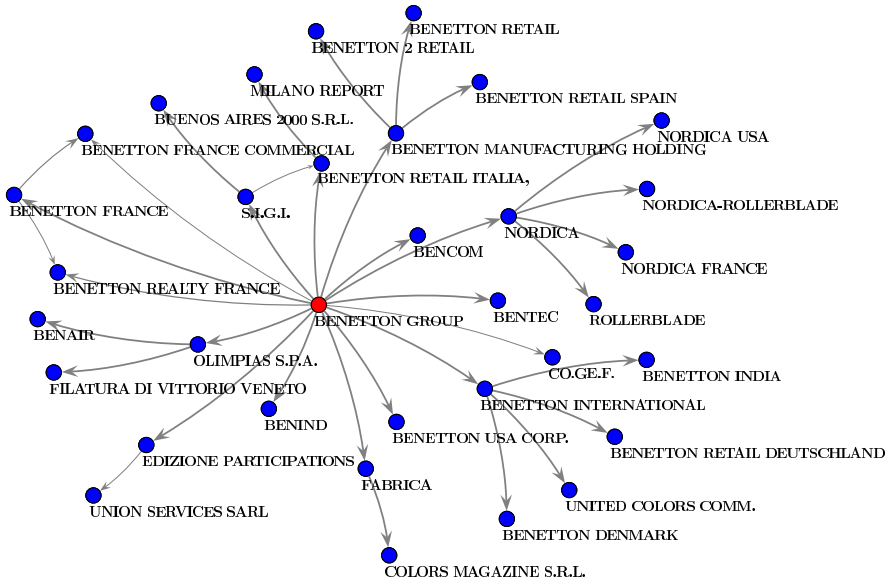 BENETTON RETAIL
BENETTON 2 RETAIL
MILANO REPORT
BENETTON RETAIL SPAIN
BUENOS AIRES 2000 S.R.L.
NORDICA USA
BENETTON FRANCE COMMERCIAL
BENETTON MANUFACTURING HOLDING
BENETTON RETAIL ITALIA,
BENETTON FRANCE
S.I.G.I.
NORDICA-ROLLERBLADE
NORDICA
BENCOM
NORDICA FRANCE
BENETTON REALTY FRANCE
BENETTON GROUP
BENTEC
ROLLERBLADE
BENAIR
OLIMPIAS S.P.A.
CO.GE.F.
BENETTON INDIA
FILATURA DI VITTORIO VENETO
BENETTON INTERNATIONAL
BENIND
BENETTON USA CORP.
BENETTON RETAIL DEUTSCHLAND
EDIZIONE PARTICIPATIONS
FABRICA
UNITED COLORS COMM.
UNION SERVICES SARL
BENETTON DENMARK
COLORS MAGAZINE S.R.L.